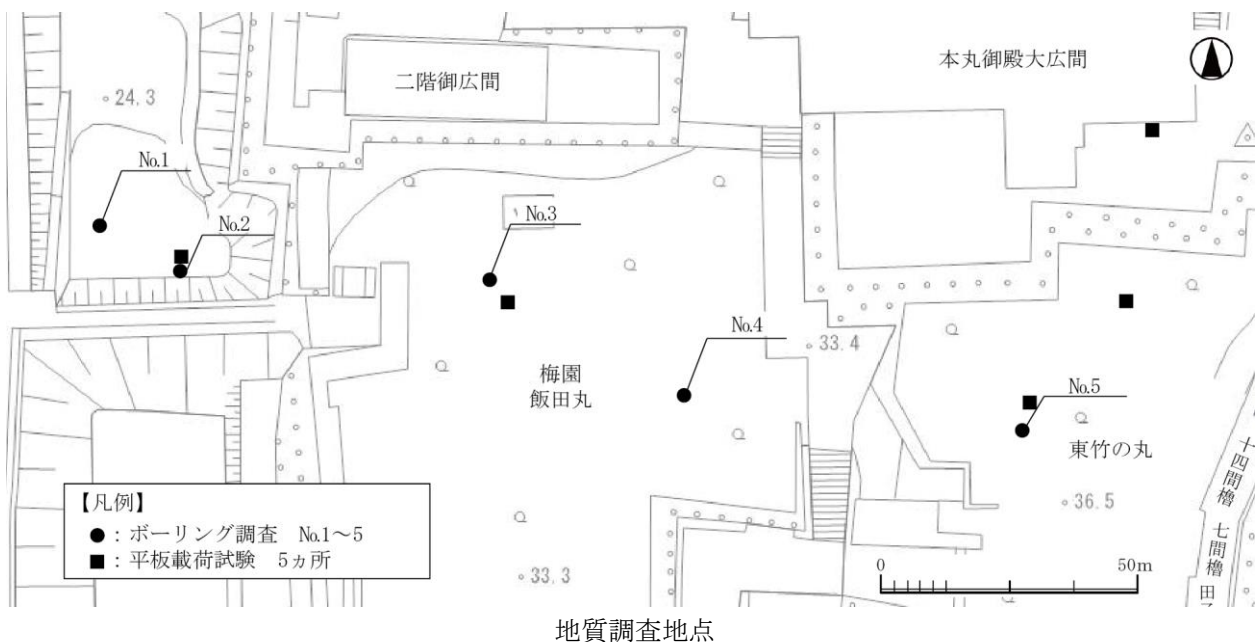 二階御広間
本丸御殿大広間
24.3
No.1
No.2
No.3
No.4
33.4
No.5
梅園
飯田丸
東竹の丸
36.5
33.3
十四間櫓
七間櫓
【凡例】
●：ボーリング調査　No.1～5
■：平板載荷試験　5ヵ所
0
50m
地質調査地点